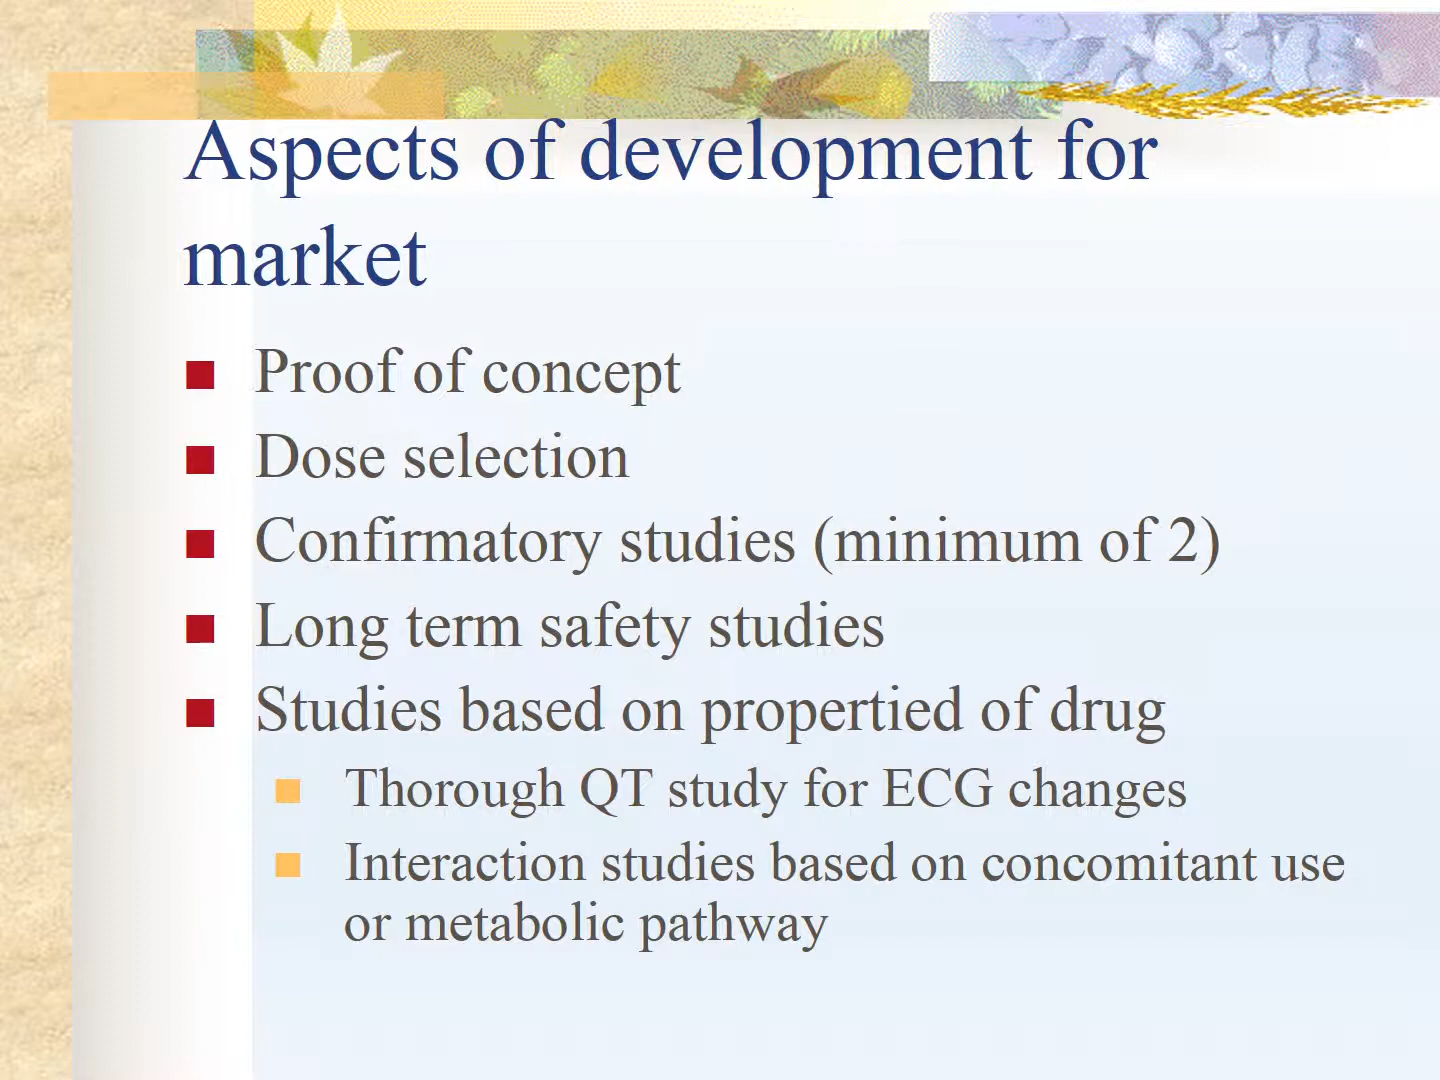 Aspects of development for
market
Proof of concept
Dose selection
Confirmatory studies (minimum of 2)
Long term safety studies
Studies based on propertied of drug
Thorough QT study for ECG changes
Interaction studies based on concomitant use
or metabolic pathway